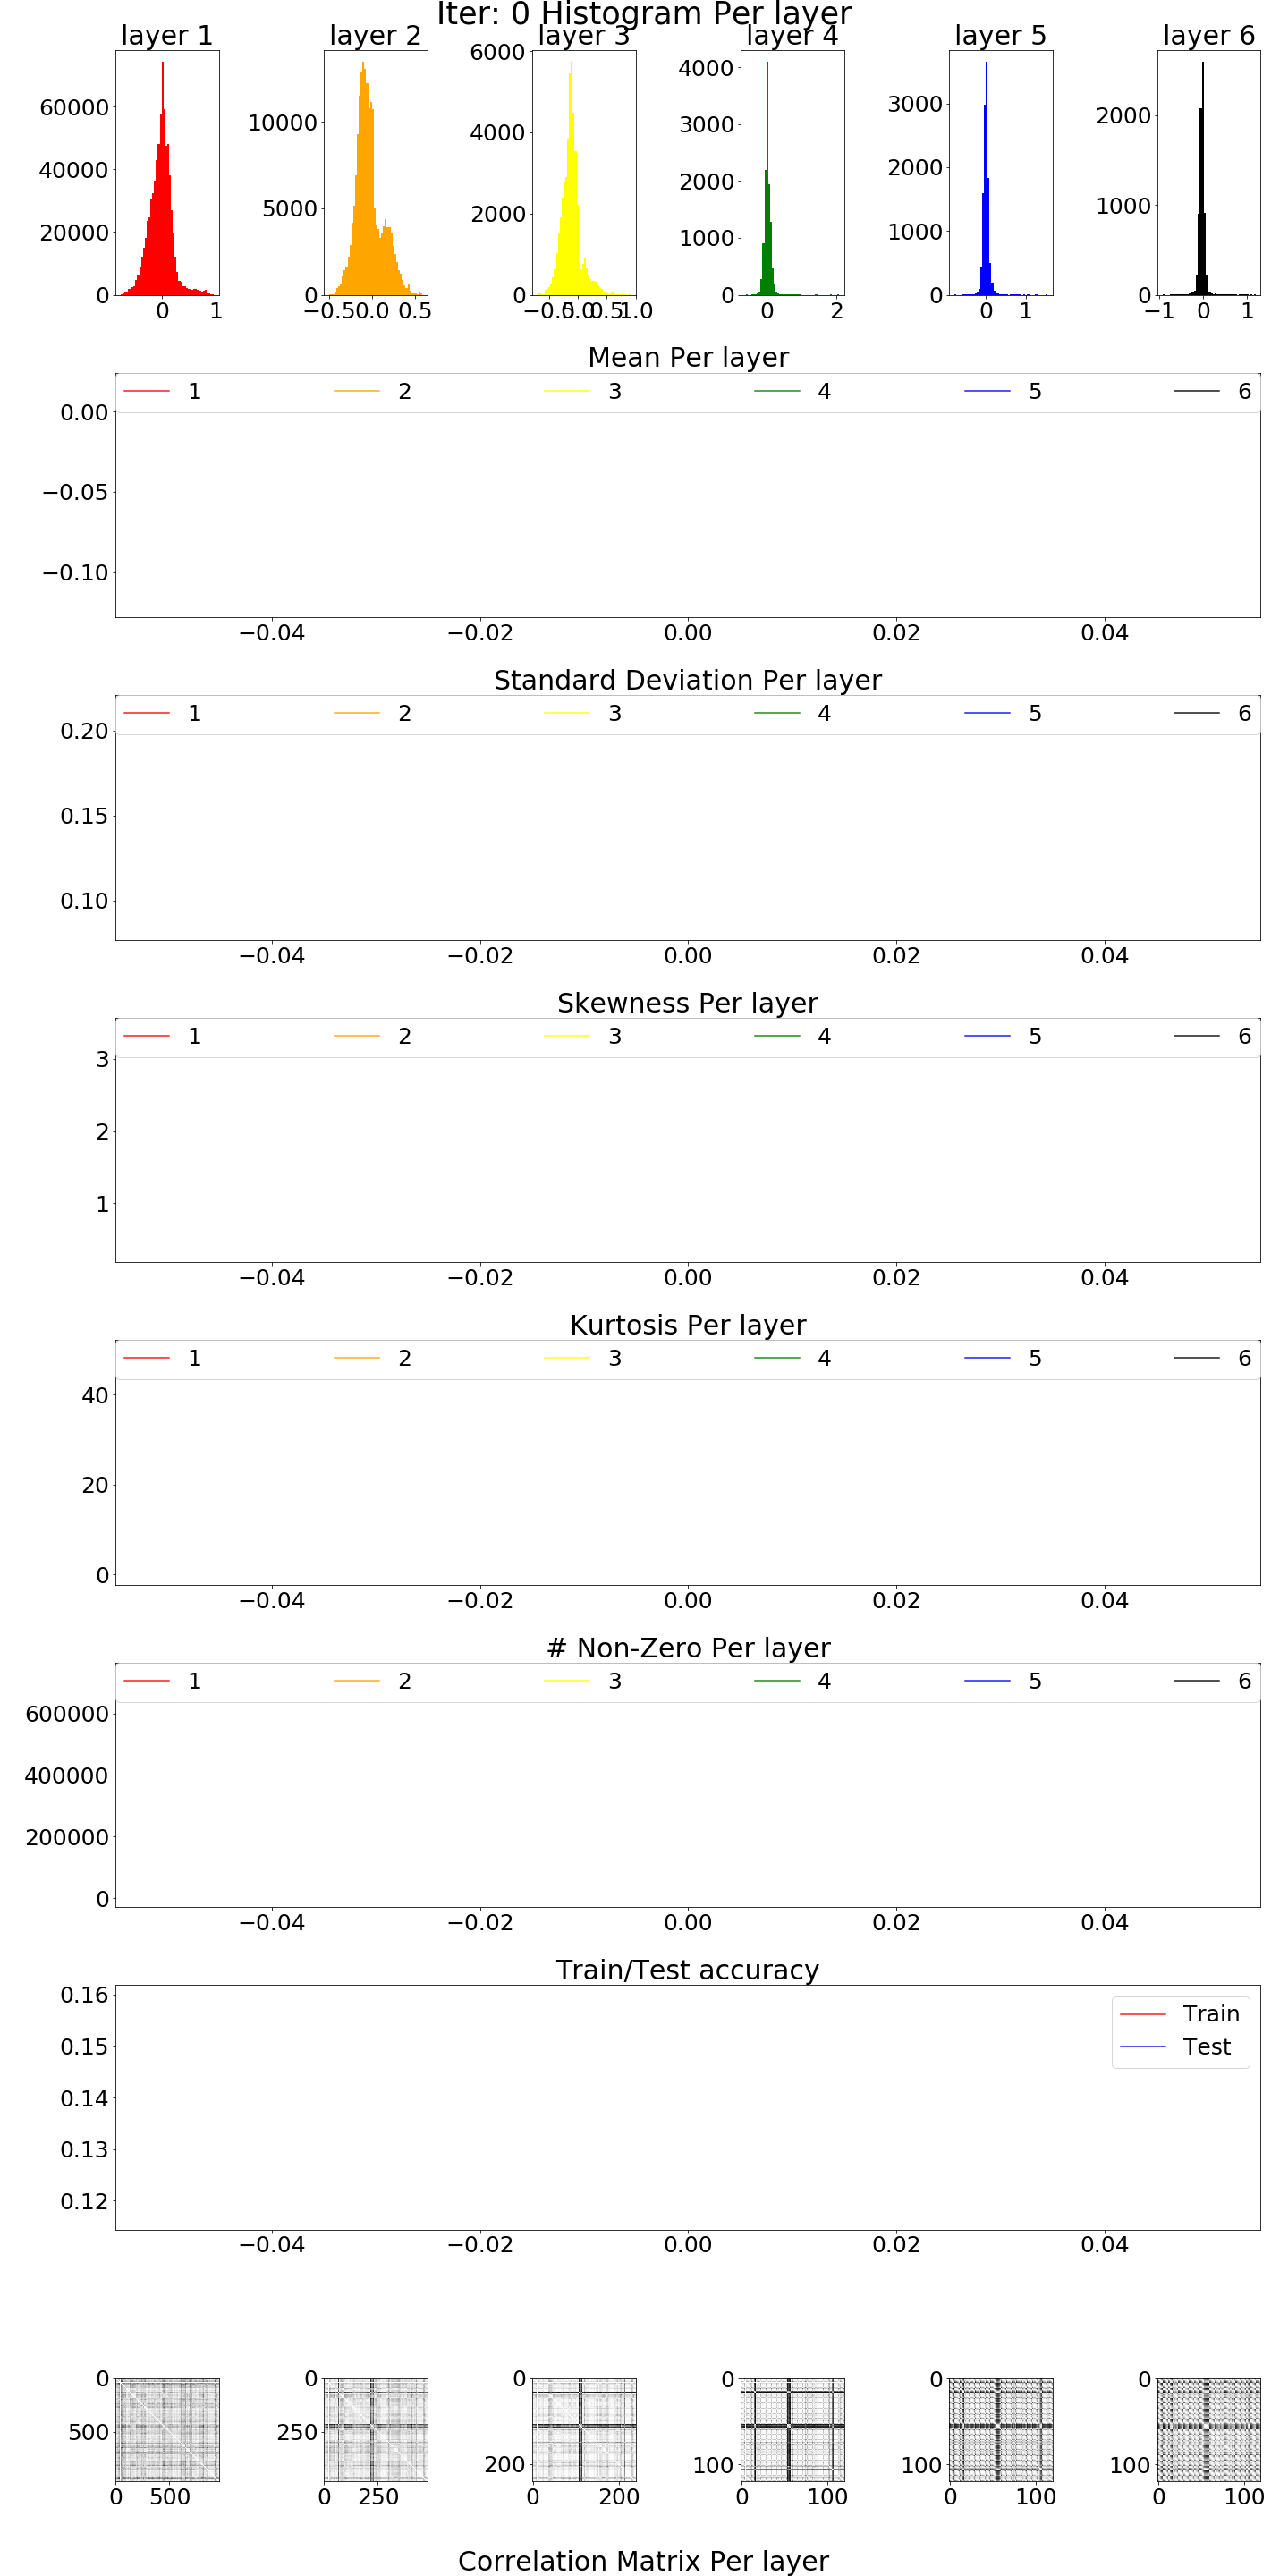 Iter: 0 Histogram Per layer
layer 1 layer 2 layer 3 layer 4 layer 5 layer 6
60000
40000
20000
0
0 1
10000
5000
0
−0.5 0.0 0.5
6000
4000
2000
0
−0.5 0.0 0.5 1.0
4000
3000
2000
1000
0
0 2
3000
2000
1000
0
0 1
2000
1000
0
−1 0 1
Mean Per layer
1 2 3 4 5 6
0.00
−0.05
−0.10
−0.04 −0.02 0.00 0.02 0.04
Standard Deviation Per layer
1 2 3 4 5 6
0.20
0.15
0.10
−0.04 −0.02 0.00 0.02 0.04
Skewness Per layer
1 2 3 4 5 6
3
2
1
−0.04 −0.02 0.00 0.02 0.04
Kurtosis Per layer
1 2 3 4 5 6
40
20
0
−0.04 −0.02 0.00 0.02 0.04
# Non-Zero Per layer
1 2 3 4 5 6
600000
400000
200000
0
−0.04 −0.02 0.00 0.02 0.04
Train/Test accuracy
Train
Test
0.16
0.15
0.14
0.13
0.12
−0.04 −0.02 0.00 0.02 0.04
0
500
0 500
0
250
0 250
0
200
0 200
0
100
0 100
0
100
0 100
0
100
0 100
Correlation Matrix Per layer